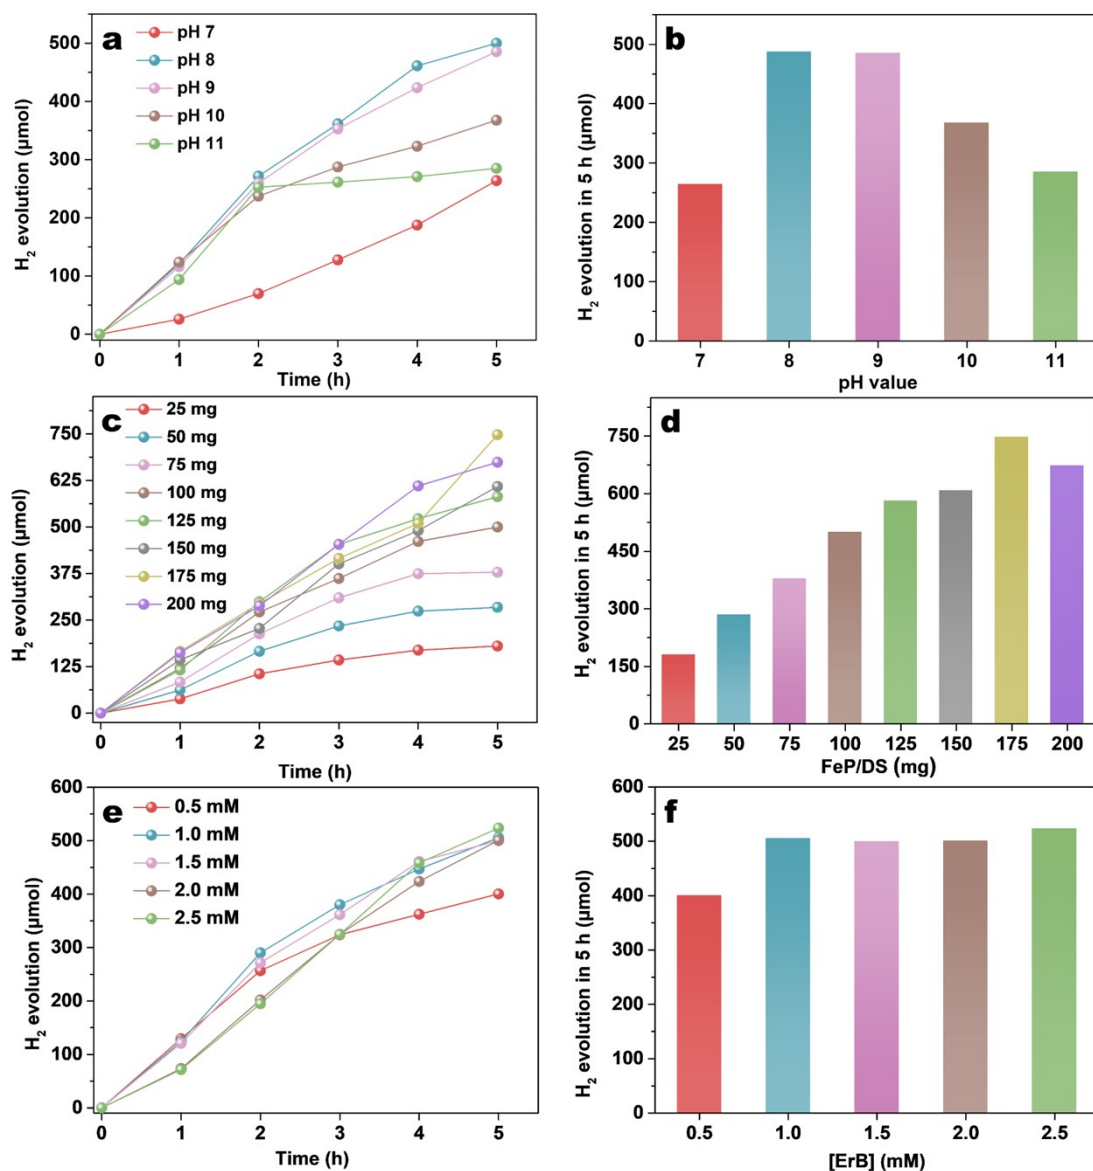 a
pH 7
pH 8
pH 9
pH 10
pH 11
500
400
300
200
100
0
H₂ evolution (μmol)
0 1 2 3 4 5
Time (h)
b
500
400
300
200
100
0
H₂ evolution in 5 h (μmol)
7 8 9 10 11
pH value
c
25 mg
50 mg
75 mg
100 mg
125 mg
150 mg
175 mg
200 mg
750
625
500
375
250
125
0
H₂ evolution (μmol)
0 1 2 3 4 5
Time (h)
d
750
600
450
300
150
0
H₂ evolution in 5 h (μmol)
25 50 75 100 125 150 175 200
FeP/DS (mg)
e
0.5 mM
1.0 mM
1.5 mM
2.0 mM
2.5 mM
600
500
400
300
200
100
0
H₂ evolution (μmol)
0 1 2 3 4 5
Time (h)
f
600
500
400
300
200
100
0
H₂ evolution in 5 h (μmol)
0.5 1.0 1.5 2.0 2.5
[ErB] (mM)